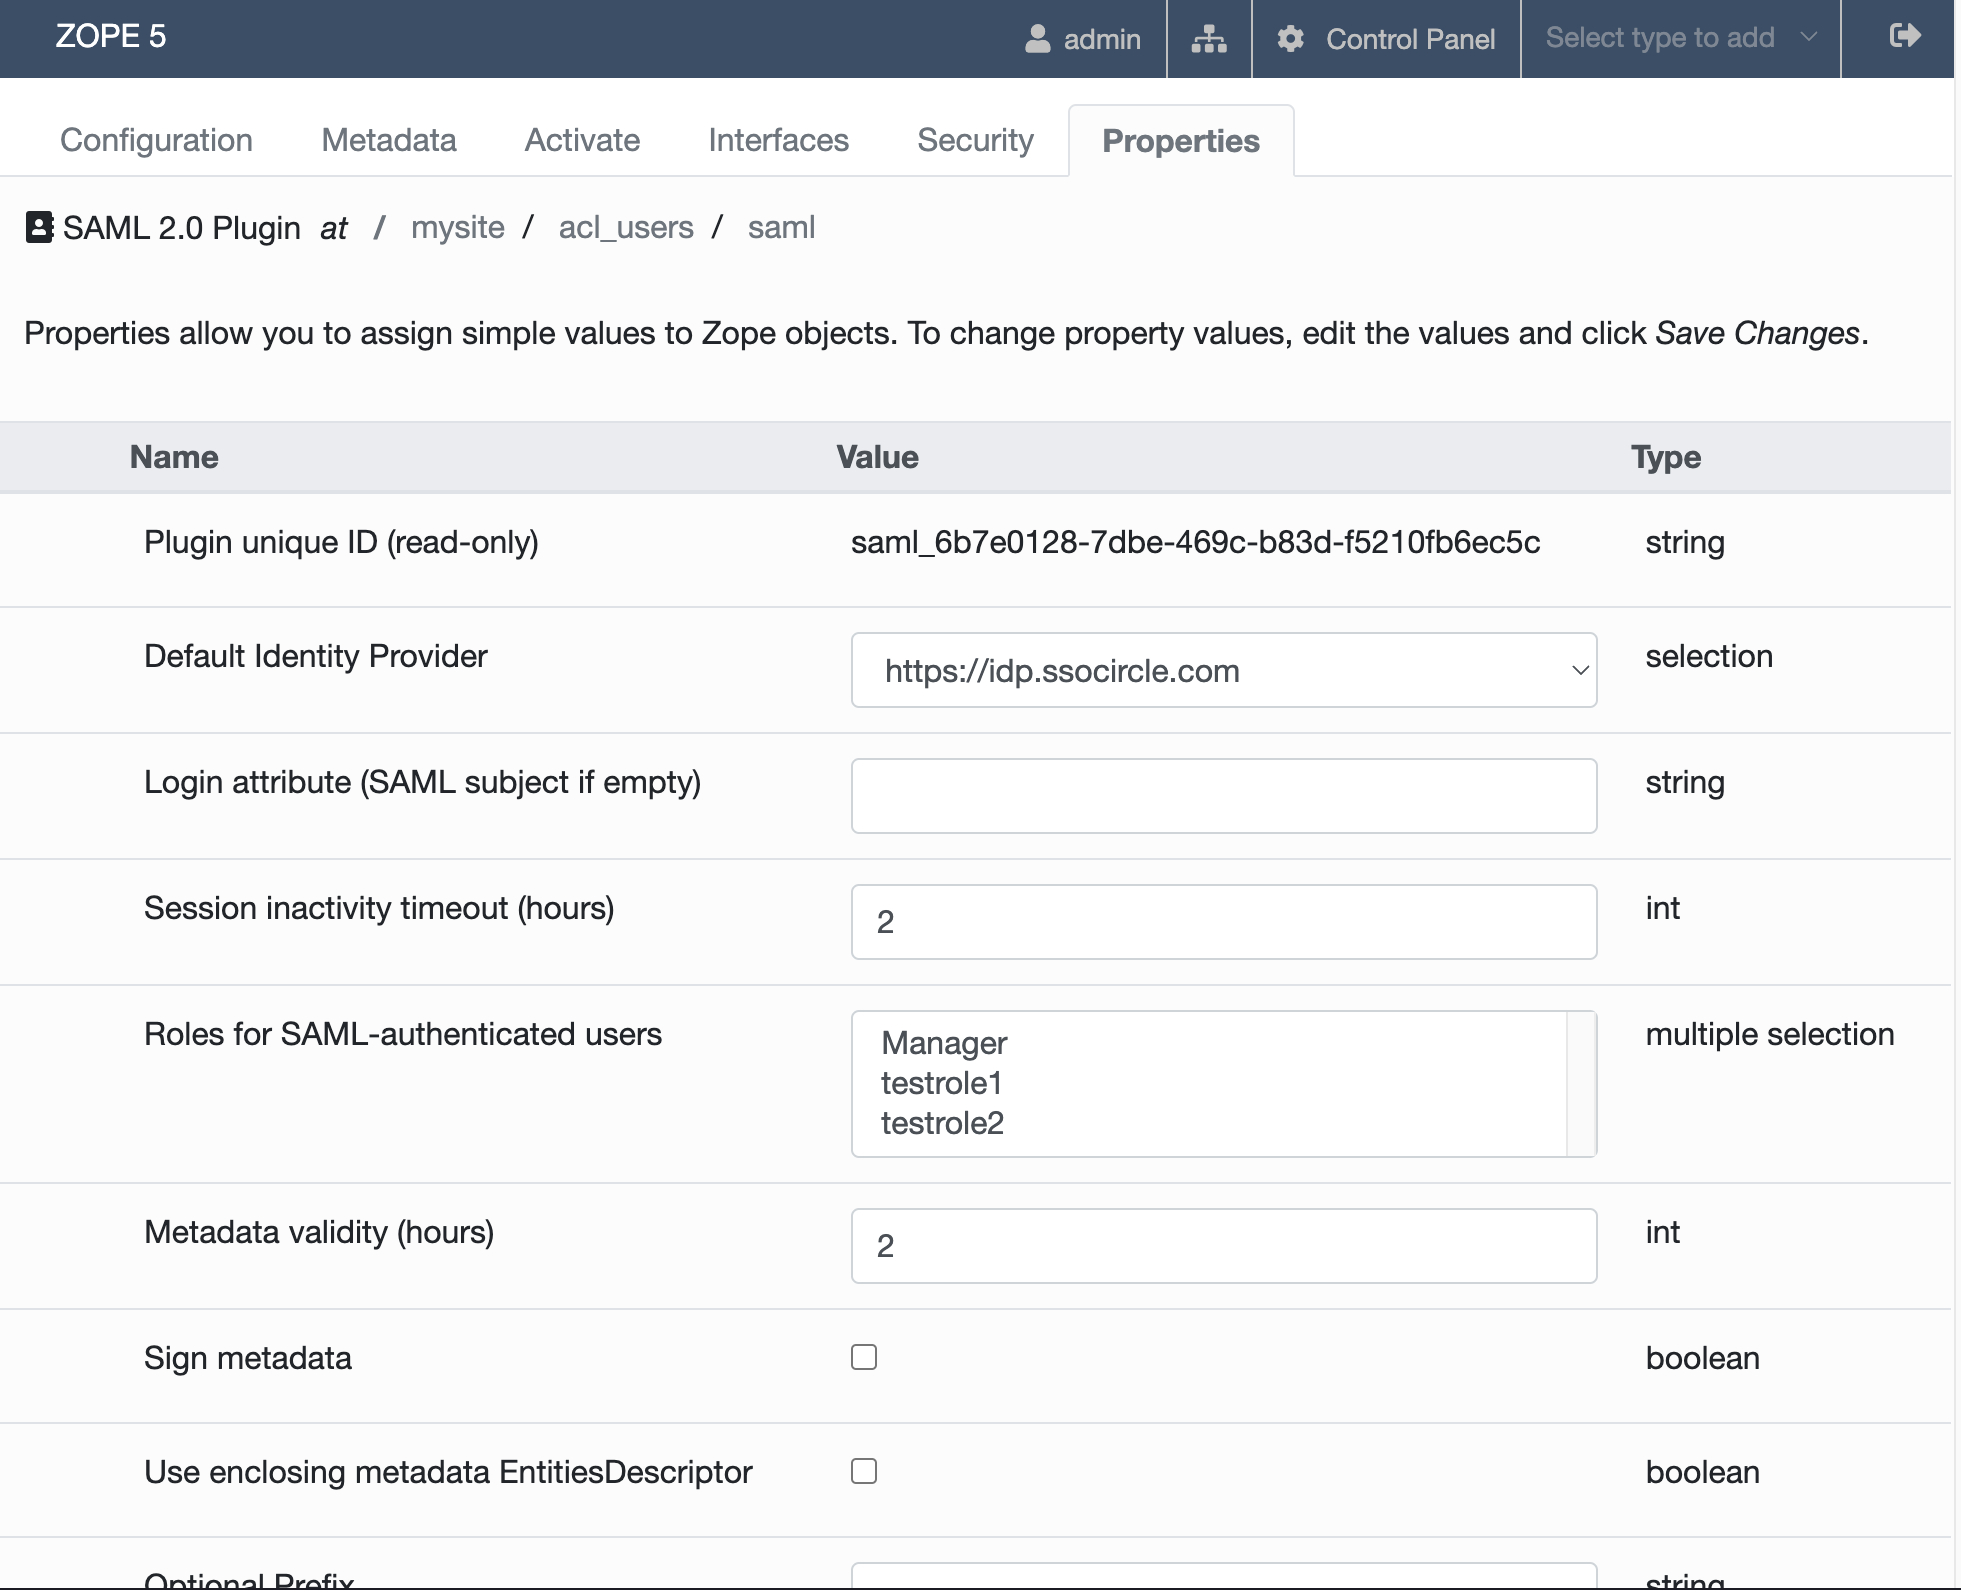 ZOPE 5 admin Control Panel Select type to add
Configuration Metadata Activate Interfaces Security Properties
SAML 2.0 Plugin at / mysite / acl_users / saml
Properties allow you to assign simple values to Zope objects. To change property values, edit the values and click Save Changes.
Name Value Type
Plugin unique ID (read-only) saml_6b7e0128-7dbe-469c-b83d-f5210fb6ec5c string
Default Identity Provider https://idp.ssocircle.com selection
Login attribute (SAML subject if empty) string
Session inactivity timeout (hours) 2 int
Roles for SAML-authenticated users Manager multiple selection
testrole1
testrole2
Metadata validity (hours) 2 int
Sign metadata boolean
Use enclosing metadata EntitiesDescriptor boolean
Optional Prefix string